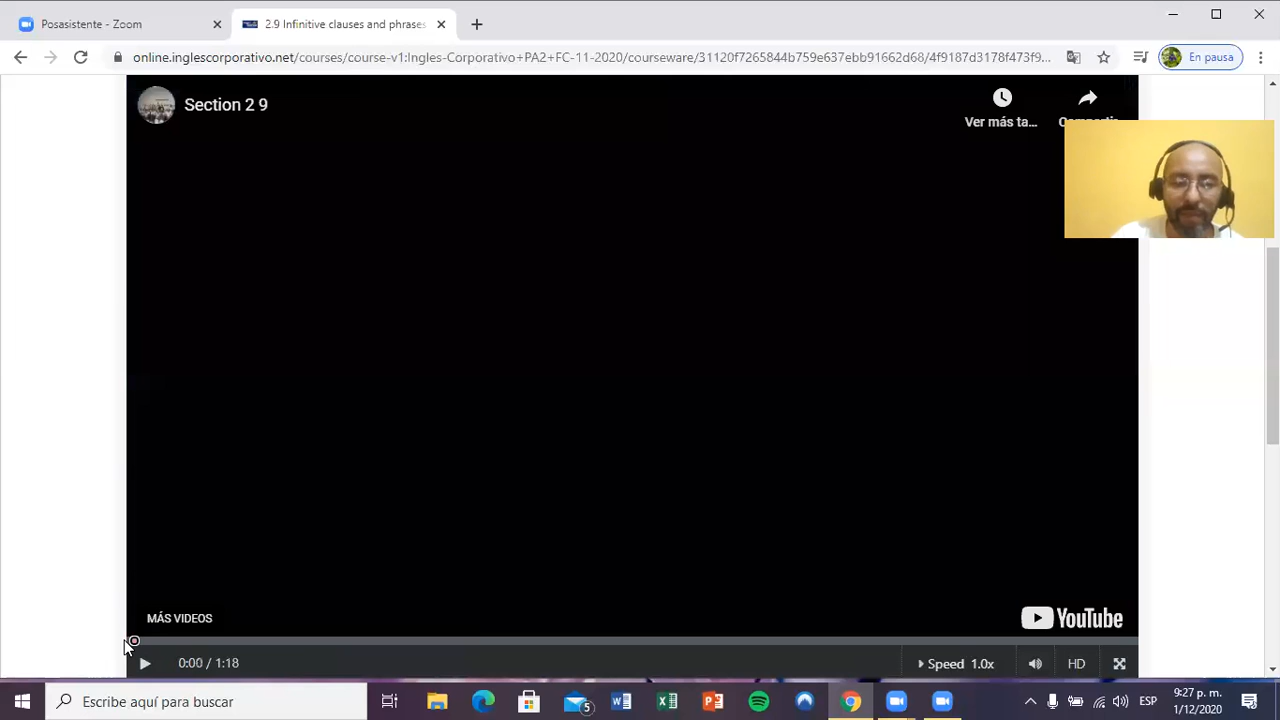 Posasistente - Zoom
2.9 Infinitive clauses and phrases
online.inglescorporativo.net/courses/course-v1:Ingles-Corporativo+PA2+FC-11-2020/courseware/31120f7265844b759e637ebb91662d68/4f9187d3178f473f9...
En pausa
Section 2 9
Ver más ta...
MÁS VIDEOS
YouTube
0:00 / 1:18
Speed 1.0x
HD
Escribe aquí para buscar
5
ESP
9:27 p. m.
1/12/2020